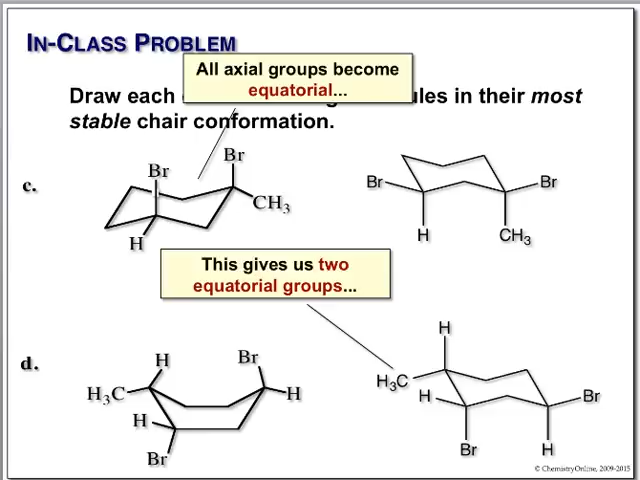 IN-CLASS PROBLEM
All axial groups become
equatorial...
Draw each ules in their most
stable chair conformation.
c.
Br
Br
CH3
H
Br
Br
H
CH3
This gives us two
equatorial groups...
d.
H
Br
H3C
H
H
Br
H
H3C
H
Br
Br
H
© ChemistryOnline, 2009-2015